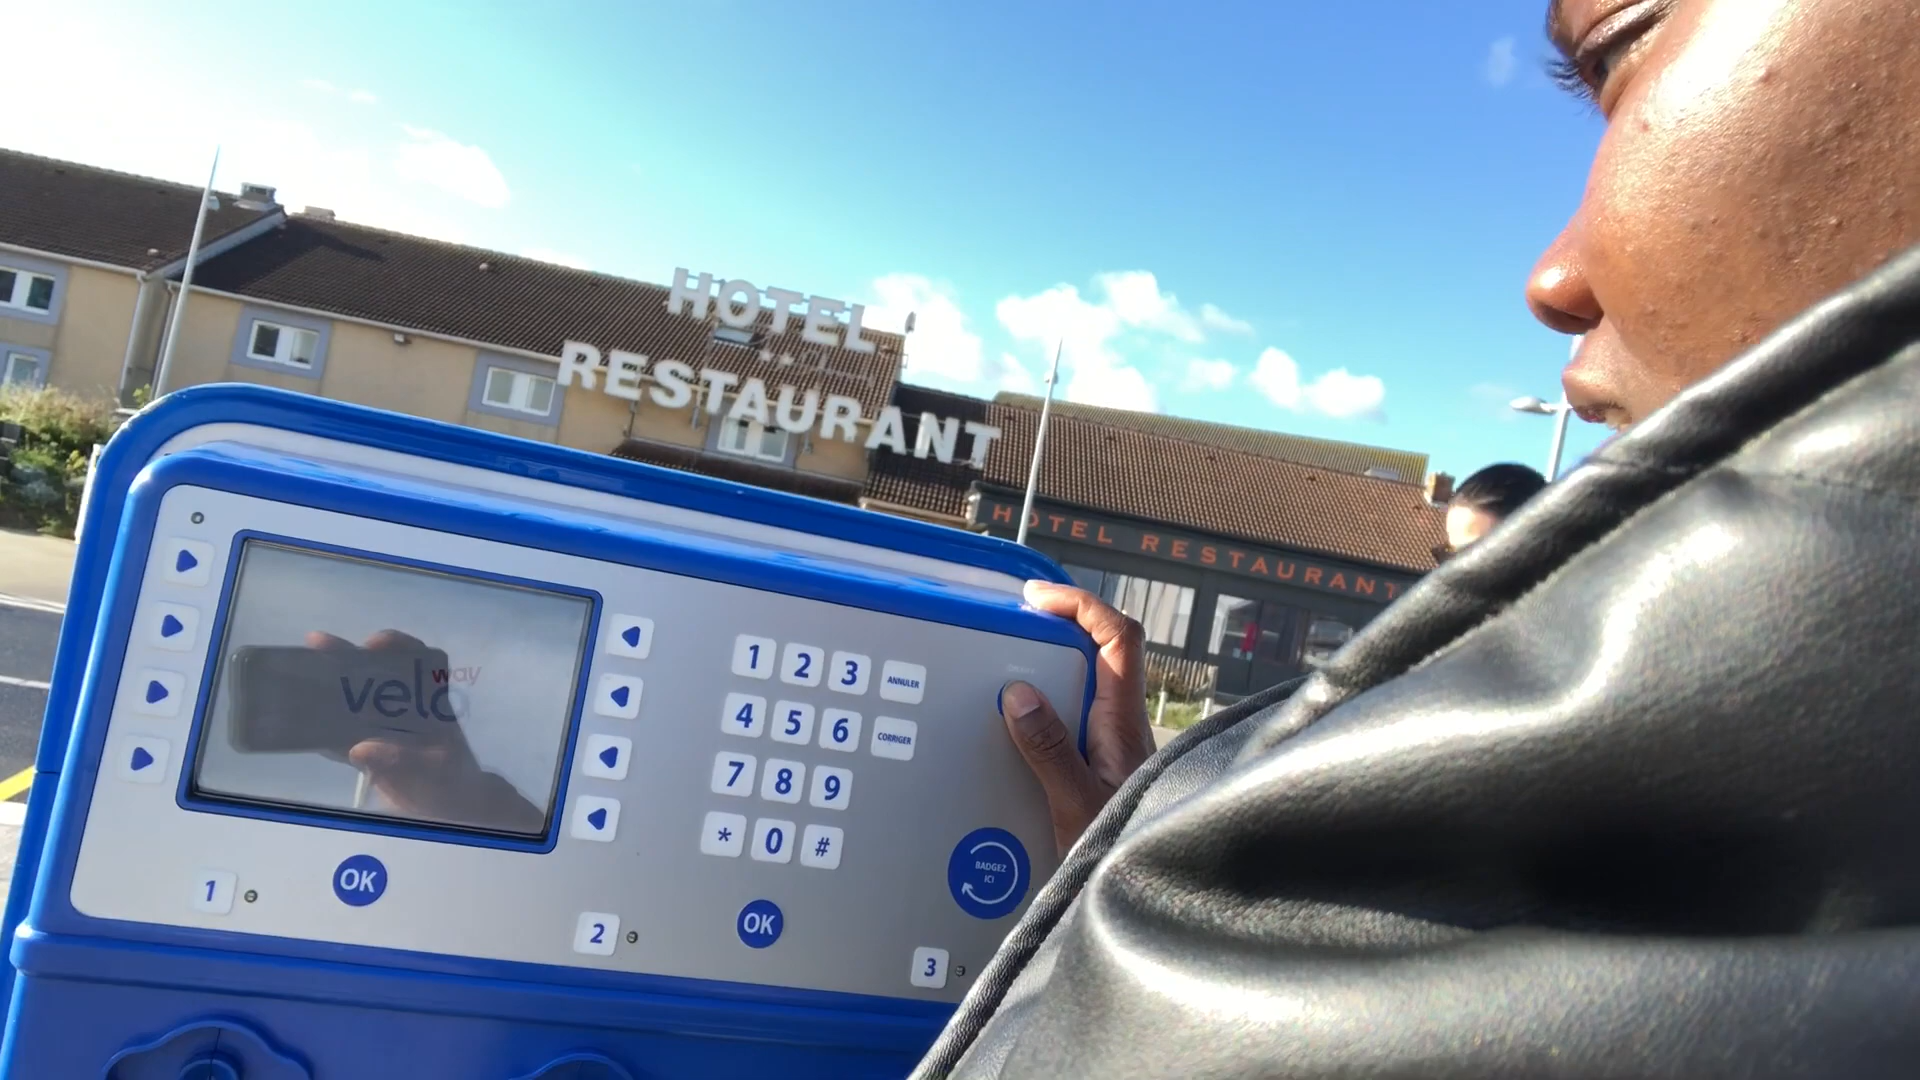 HOTEL
RESTAURANT
HOTEL RESTAURANT
way
vela
1 2 3 ANNULER
4 5 6 CORRIGER
7 8 9
* 0 #
BADGEZ
ICI
1 OK
2 OK
3